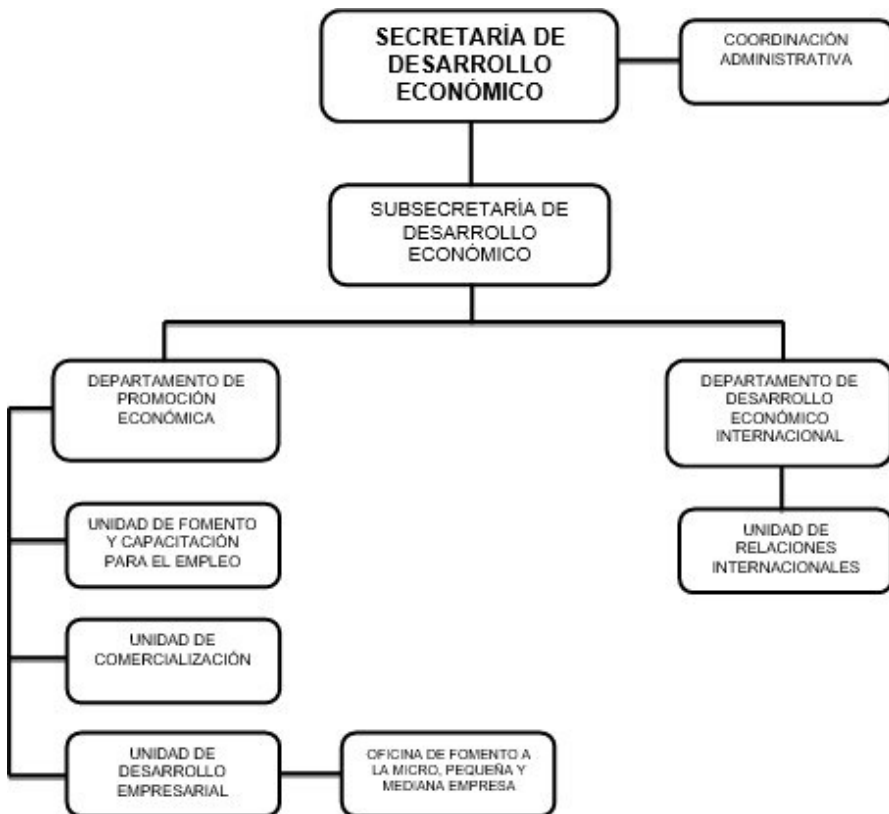 SECRETARÍA DE
DESARROLLO
ECONÓMICO
COORDINACIÓN
ADMINISTRATIVA
SUBSECRETARÍA DE
DESARROLLO
ECONÓMICO
DEPARTAMENTO DE
PROMOCIÓN
ECONÓMICA
DEPARTAMENTO DE
DESARROLLO
ECONÓMICO
INTERNACIONAL
UNIDAD DE FOMENTO
Y CAPACITACIÓN
PARA EL EMPLEO
UNIDAD DE
RELACIONES
INTERNACIONALES
UNIDAD DE
COMERCIALIZACIÓN
UNIDAD DE
DESARROLLO
EMPRESARIAL
OFICINA DE FOMENTO A
LA MICRO, PEQUEÑA Y
MEDIANA EMPRESA